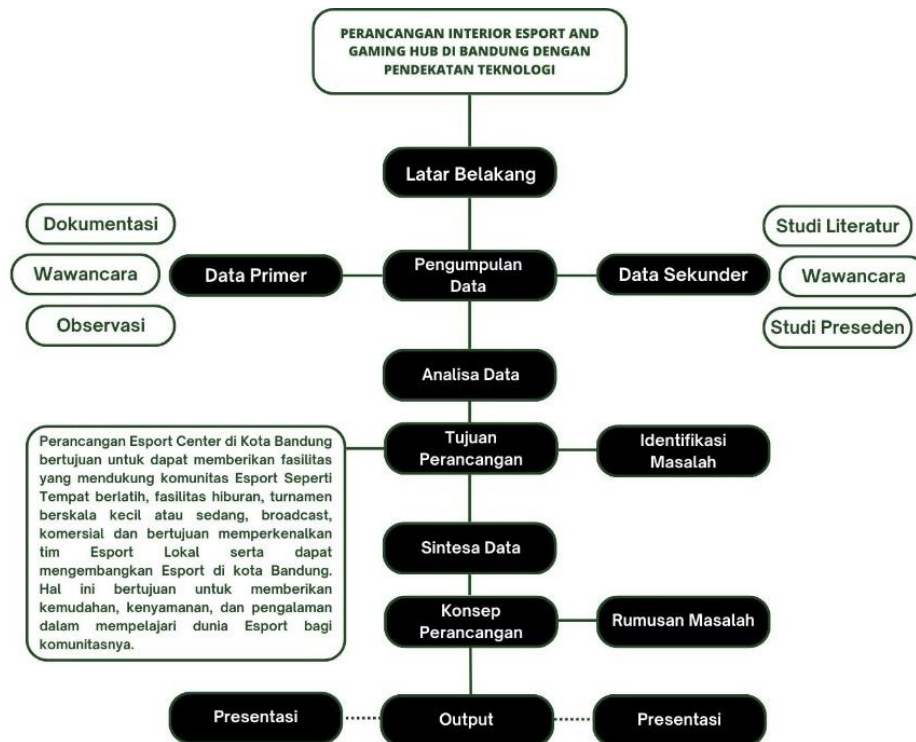 PERANCANGAN INTERIOR ESPORT AND
GAMING HUB DI BANDUNG DENGAN
PENDEKATAN TEKNOLOGI
Latar Belakang
Dokumentasi
Wawancara
Observasi
Data Primer
Pengumpulan
Data
Data Sekunder
Studi Literatur
Wawancara
Studi Preseden
Analisa Data
Perancangan Esport Center di Kota Bandung
bertujuan untuk dapat memberikan fasilitas
yang mendukung komunitas Esport Seperti
Tempat berlatih, fasilitas hiburan, turnamen
berskala kecil atau sedang, broadcast,
komersial dan bertujuan memperkenalkan
tim Esport Lokal serta dapat
mengembangkan Esport di kota Bandung.
Hal ini bertujuan untuk memberikan
kemudahan, kenyamanan, dan pengalaman
dalam mempelajari dunia Esport bagi
komunitasnya.
Tujuan
Perancangan
Identifikasi
Masalah
Sintesa Data
Konsep
Perancangan
Rumusan Masalah
Presentasi
Output
Presentasi